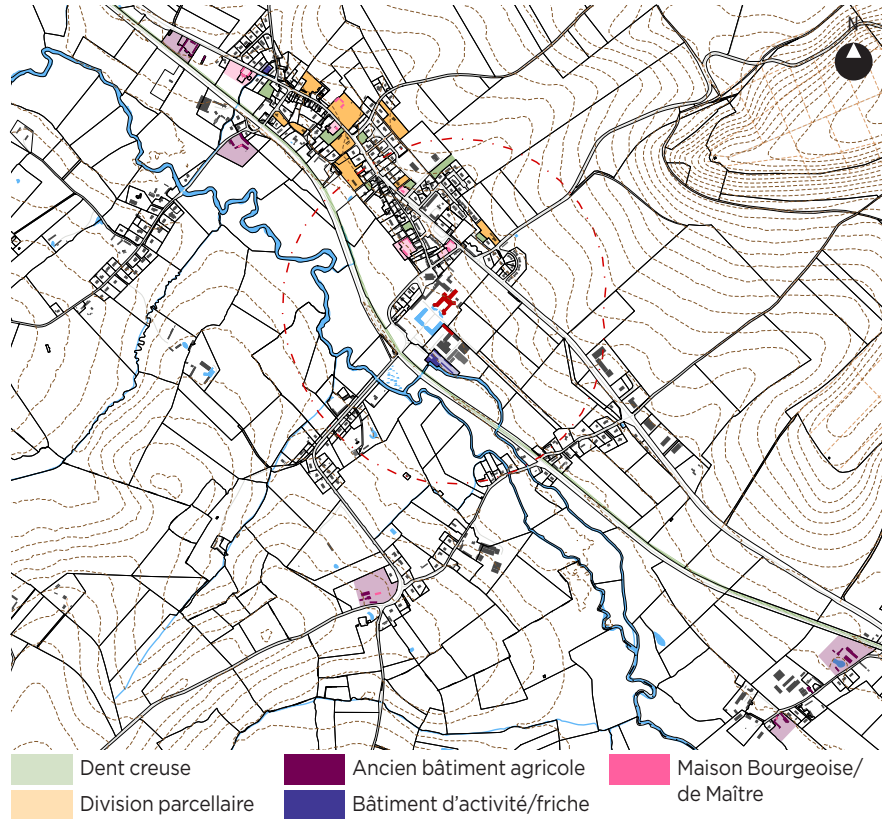 N
Dent creuse
Division parcellaire
Ancien bâtiment agricole
Bâtiment d'activité/friche
Maison Bourgeoise/
de Maître